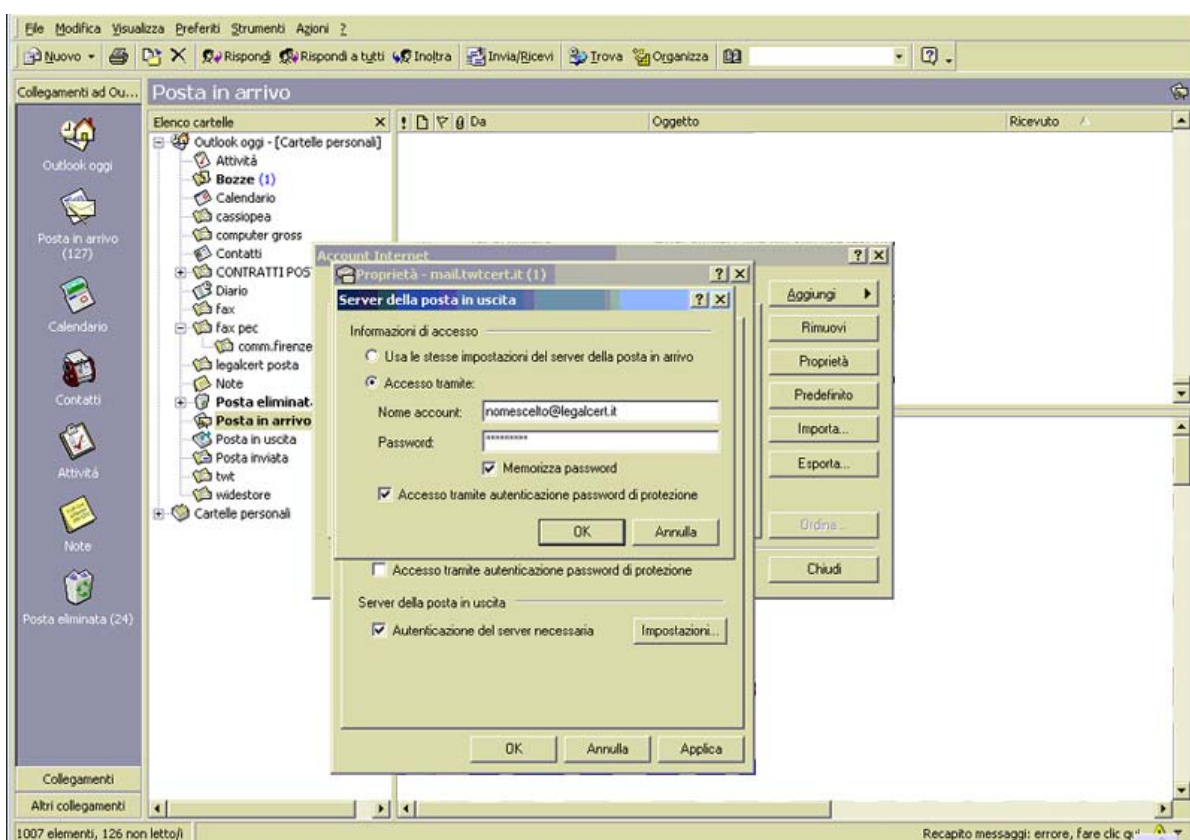 File Modifica Visualizza Preferiti Strumenti Azioni ?
Nuovo Rispondi Rispondi a tutti Inoltra Invia/Ricevi Trova Organizza
Collegamenti ad Ou...
Posta in arrivo
Outlook oggi
Posta in arrivo
(127)
Calendario
Contatti
Attività
Note
Posta eliminata (24)
Collegamenti
Altri collegamenti
Elenco cartelle
Outlook oggi - [Cartelle personali]
Attività
Bozze (1)
Calendario
cassiopea
computer gross
Contatti
CONTRATTI POS
Diario
fax
fax pec
comm.firenze
legalcert posta
Note
Posta eliminat
Posta in arrivo
Posta in uscita
Posta inviata
twt
widestore
Cartelle personali
! Da Oggetto Ricevuto
Account Internet
Aggiungi
Rimuovi
Proprietà
Predefinito
Importa...
Esporta...
Ordina...
Chiudi
Proprietà - mail.twtcert.it (1)
Server della posta in uscita
Informazioni di accesso
Usa le stesse impostazioni del server della posta in arrivo
Accesso tramite:
Nome account: nomescelto@legalcert.it
Password: *********
Memorizza password
Accesso tramite autenticazione password di protezione
OK Annulla
Accesso tramite autenticazione password di protezione
Server della posta in uscita
Autenticazione del server necessaria Impostazioni...
OK Annulla Applica
1007 elementi, 126 non letto/i
Recapito messaggi: errore, fare clic qui